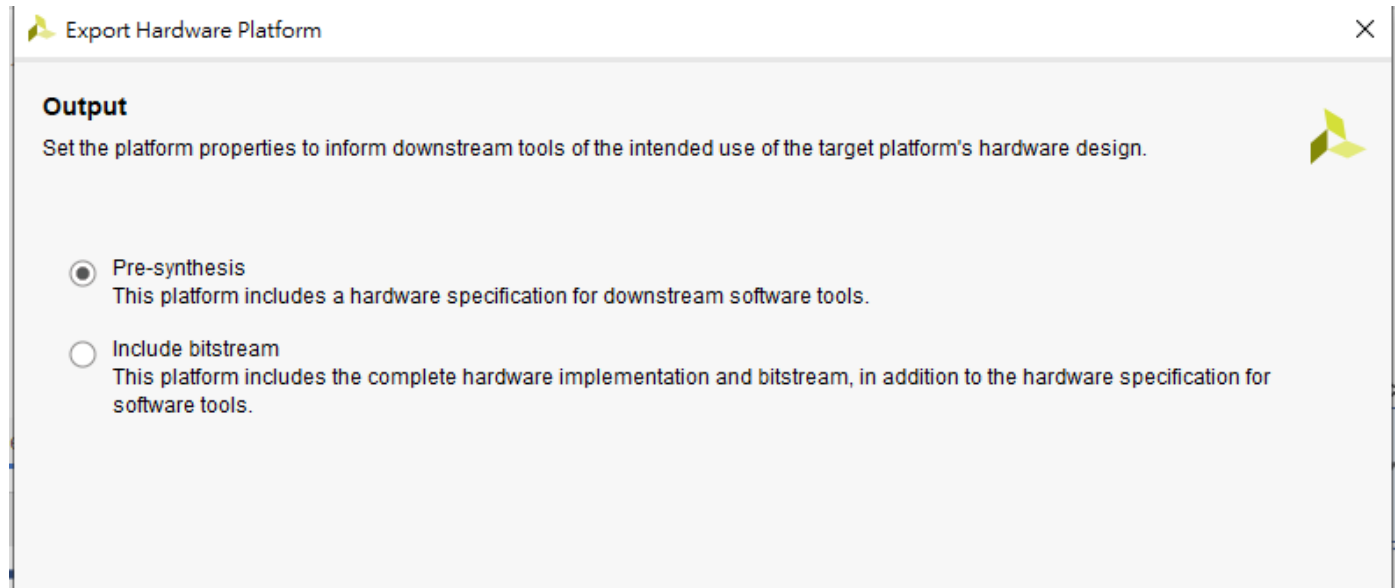 Export Hardware Platform
Output
Set the platform properties to inform downstream tools of the intended use of the target platform's hardware design.
Pre-synthesis
This platform includes a hardware specification for downstream software tools.
Include bitstream
This platform includes the complete hardware implementation and bitstream, in addition to the hardware specification for
software tools.